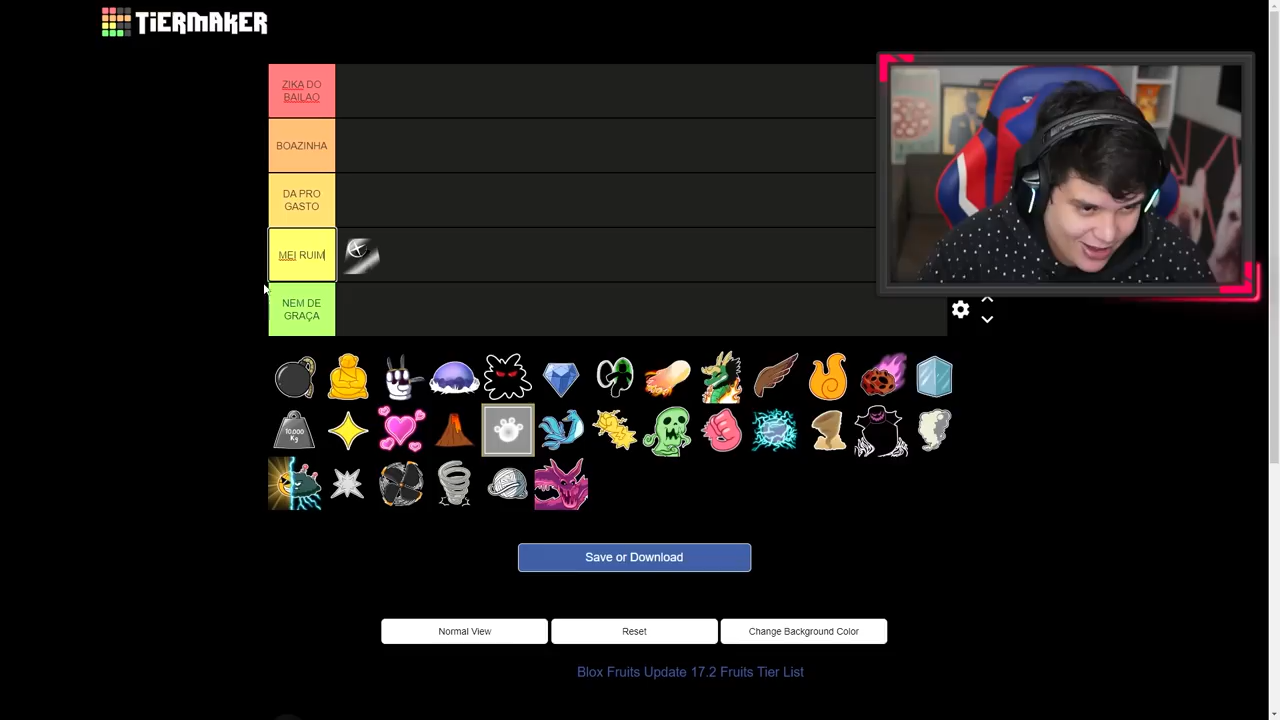 TiERMAKER
ZIKA DO
BAILAO
BOAZINHA
DA PRO
GASTO
MEI RUIM
NEM DE
GRAÇA
10.000
Kg
Save or Download
Normal View
Reset
Change Background Color
Blox Fruits Update 17.2 Fruits Tier List